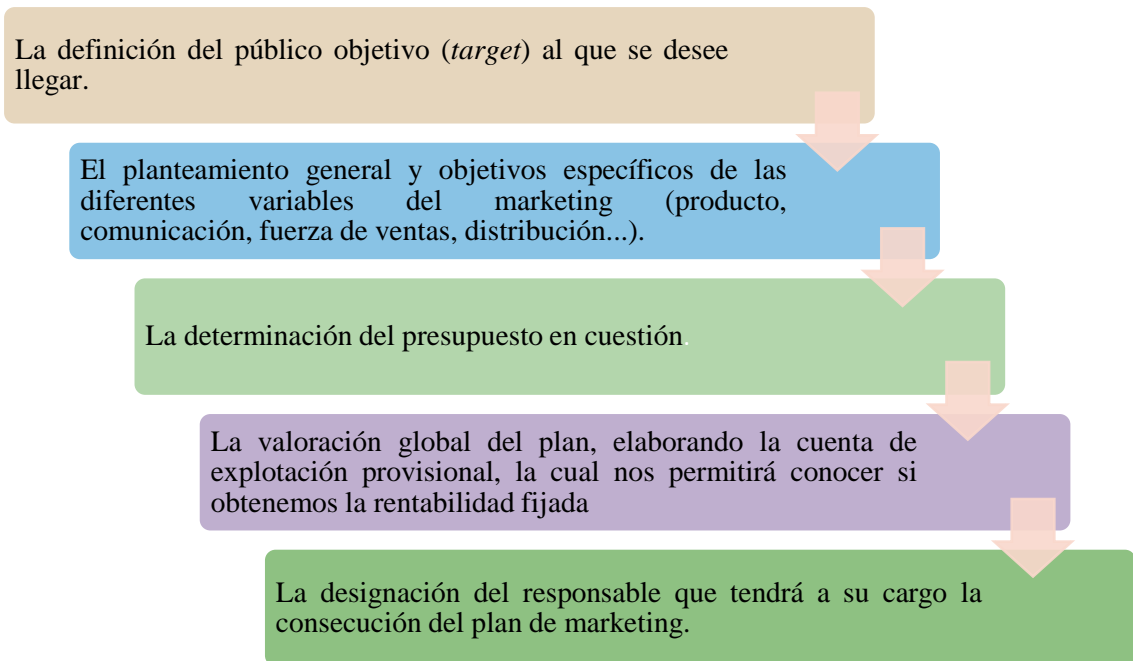 La definición del público objetivo (target) al que se desee
llegar.
El planteamiento general y objetivos específicos de las
diferentes variables del marketing (producto,
comunicación, fuerza de ventas, distribución...).
La determinación del presupuesto en cuestión.
La valoración global del plan, elaborando la cuenta de
explotación provisional, la cual nos permitirá conocer si
obtenemos la rentabilidad fijada
La designación del responsable que tendrá a su cargo la
consecución del plan de marketing.